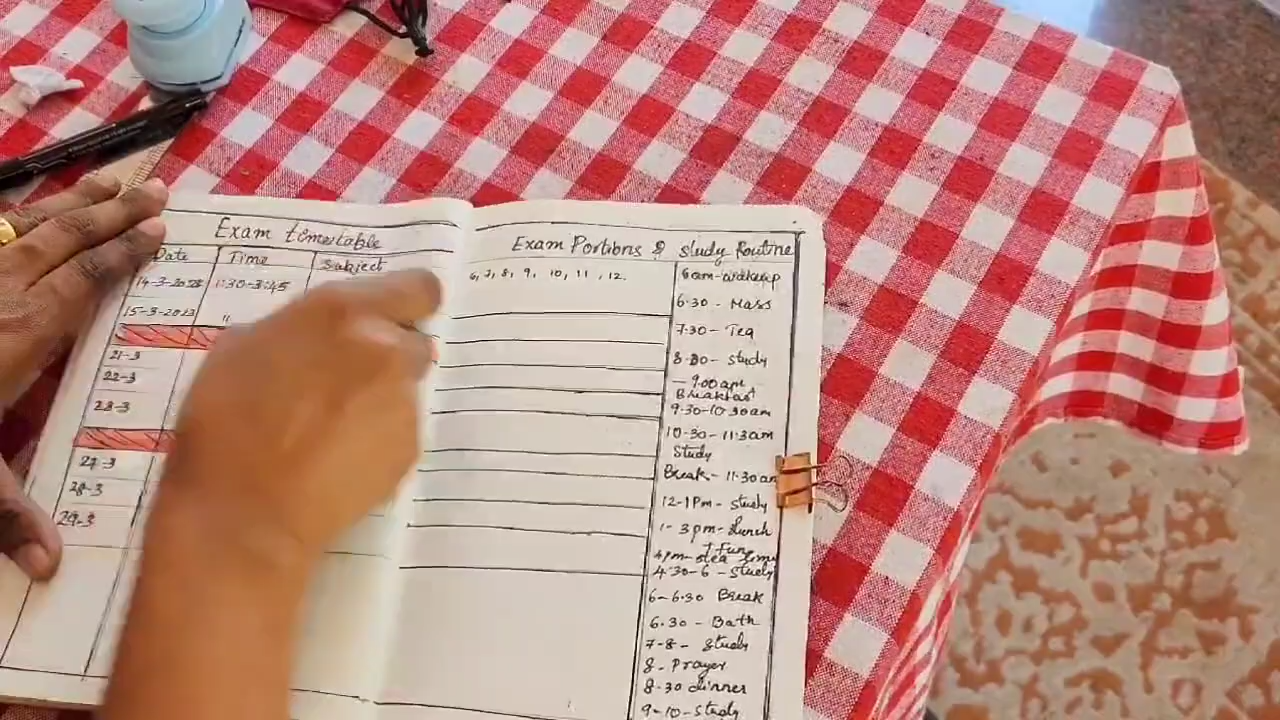 Exam timetable
Date Time Subject
14-3-2023 1:30-3:45
15-3-2023 "
21-3
22-3
23-3
27-3
28-3
29-3
Exam Portions & study Routine
6, 7, 8, 9, 10, 11, 12.
6am-wakeup
6.30 - Mass
7.30 - Tea
8.30 - study
- 9.00am
Breakfast
9.30-10.30am
10.30-11.30am
Study
Break - 11.30am
12-1Pm - Study
1-3pm-Lunch
+ Fun
4pm- tea time
4.30-6 - Study
6-6.30 Break
6.30 - Bath
7-8 - Study
8 - Prayer
8.30 dinner
9-10-study